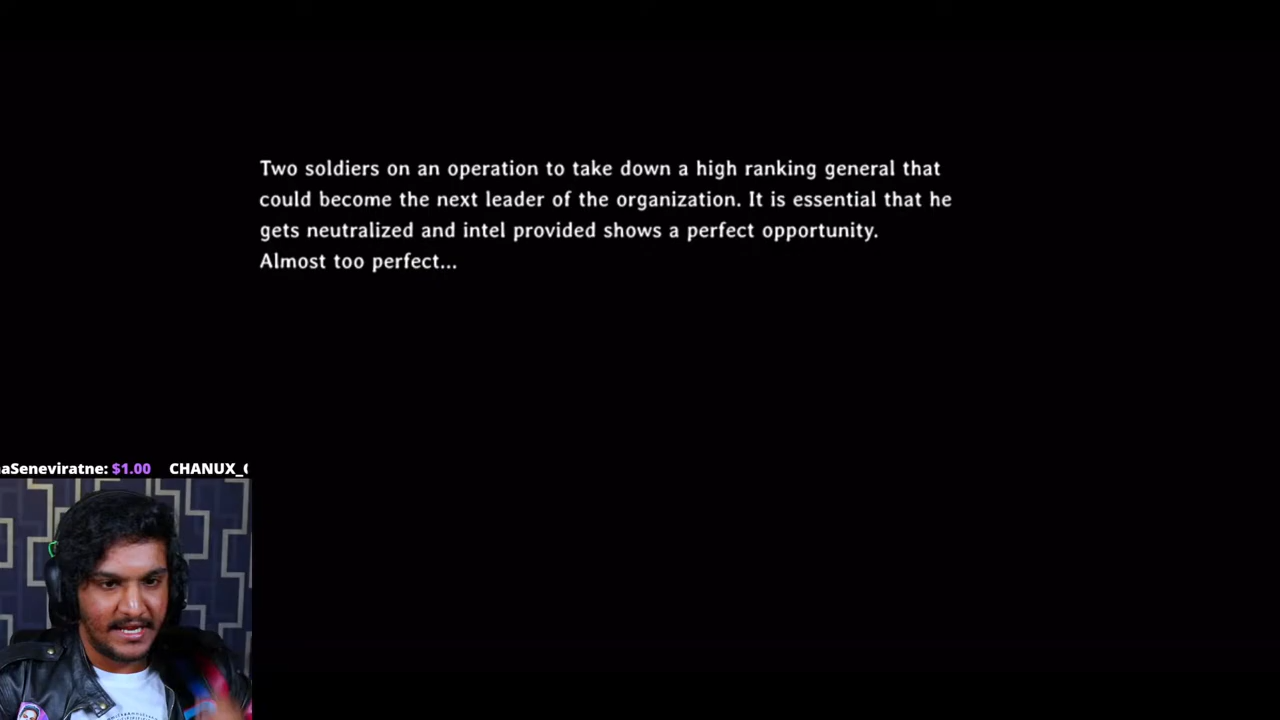 Two soldiers on an operation to take down a high ranking general that
could become the next leader of the organization. It is essential that he
gets neutralized and intel provided shows a perfect opportunity.
Almost too perfect...
aSeneviratne: $1.00 CHANUX_